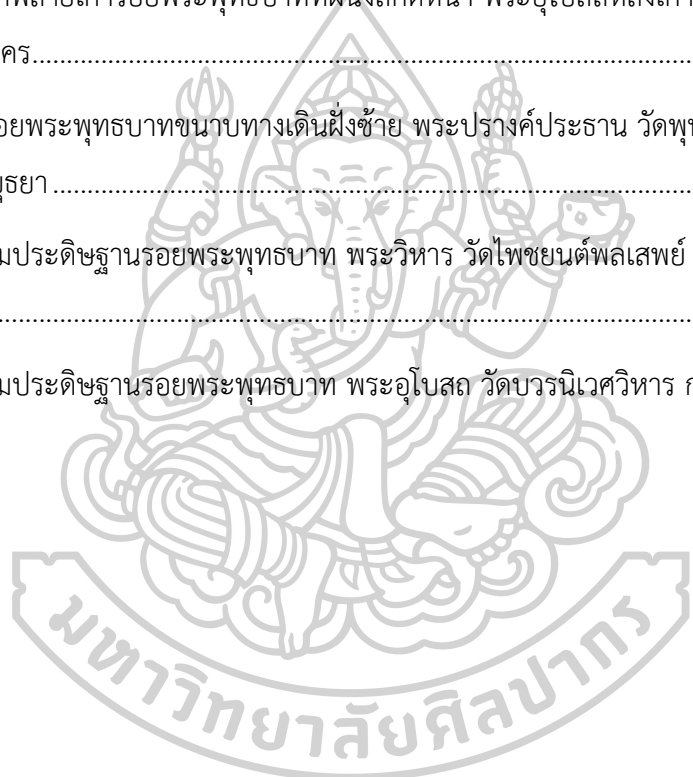 คร
อยพระพุทธบาทขนาบทางเดินฝั่งซ้าย พระปรางค์ประธาน วัดพุท
ยุธยา
มประดิษฐานรอยพระพุทธบาท พระวิหาร วัดไพชยนต์พลเสพย์
มประดิษฐานรอยพระพุทธบาท พระอุโบสถ วัดบวรนิเวศวิหาร ก
มหาวิทยาลัยศิลปากร